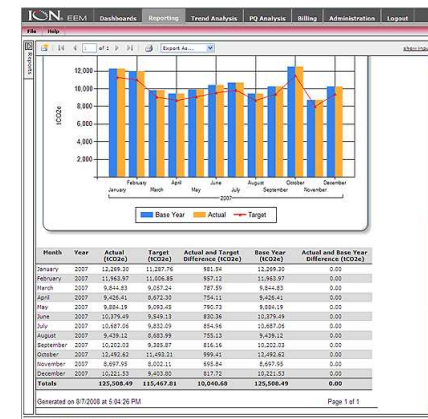 ION. EEM Dashboards Reporting Trend Analysis PQ Analysis Billing Administration Logout
File Help
Reports
1 of 1 Export As ... show inpu
12,000
10,000
8,000
6,000
4,000
2,000
tCO2e
February April June August October December
January March May July September November
2007
Base Year Actual Target
Month Year Actual (tCO2e) Target (tCO2e) Actual and Target Difference (tCO2e) Base Year (tCO2e) Actual and Base Year Difference (tCO2e)
January 2007 12,269.30 11,287.76 981.54 12,269.30 0.00
February 2007 11,963.97 11,006.85 957.12 11,963.97 0.00
March 2007 9,844.83 9,057.24 787.59 9,844.83 0.00
April 2007 9,426.41 8,672.30 754.11 9,426.41 0.00
May 2007 9,884.19 9,093.45 790.73 9,884.19 0.00
June 2007 10,379.49 9,549.13 830.36 10,379.49 0.00
July 2007 10,687.06 9,832.09 854.96 10,687.06 0.00
August 2007 9,439.12 8,683.99 755.13 9,439.12 0.00
September 2007 10,202.03 9,385.87 816.16 10,202.03 0.00
October 2007 12,492.62 11,493.21 999.41 12,492.62 0.00
November 2007 8,697.95 8,002.11 695.84 8,697.95 0.00
December 2007 10,221.53 9,403.80 817.72 10,221.53 0.00
Totals 125,508.49 115,467.81 10,040.68 125,508.49 0.00
Generated on 8/7/2008 at 5:04:26 PM Page 1 of 1